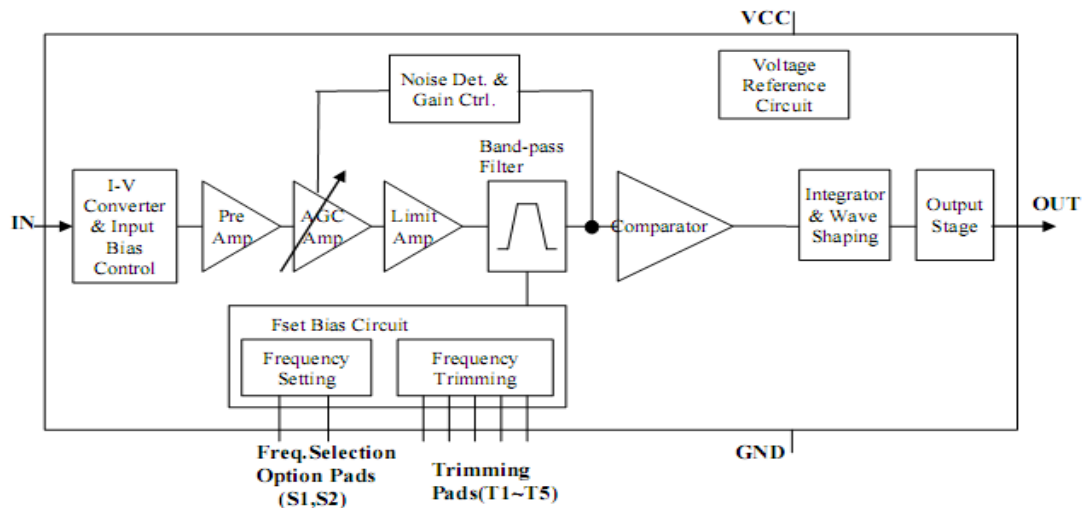 VCC
Noise Det. &
Gain Ctrl.
Voltage
Reference
Circuit
Band-pass
Filter
IN
I-V
Converter
& Input
Bias
Control
Pre
Amp
AGC
Amp
Limit
Amp
Comparator
Integrator
& Wave
Shaping
Output
Stage
OUT
Fset Bias Circuit
Frequency
Setting
Frequency
Trimming
Freq.Selection
Option Pads
(S1,S2)
Trimming
Pads(T1~T5)
GND